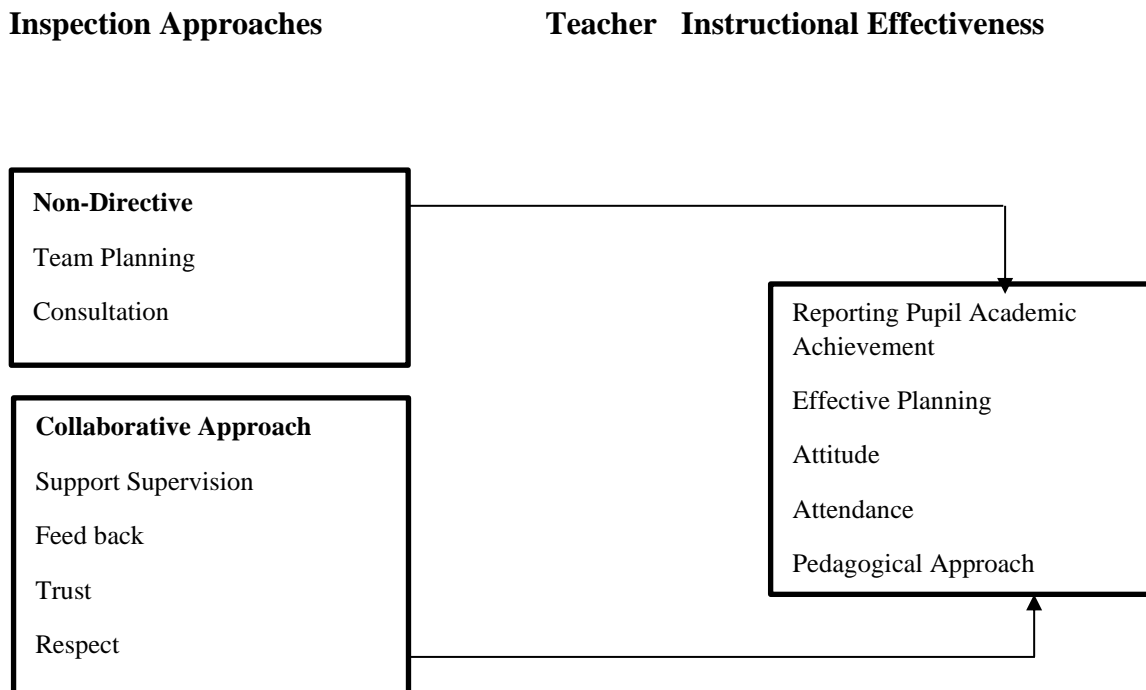 Inspection Approaches Teacher Instructional Effectiveness
Non-Directive
Team Planning
Consultation
Collaborative Approach
Support Supervision
Feed back
Trust
Respect
Reporting Pupil Academic
Achievement
Effective Planning
Attitude
Attendance
Pedagogical Approach